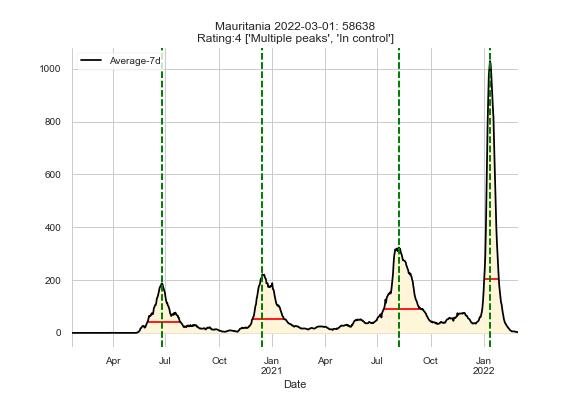 Mauritania 2022-03-01: 58638
Rating:4 ['Multiple peaks', 'In control']
Average-7d
1000
800
600
400
200
0
Apr Jul Oct Jan Apr Jul Oct Jan
2021 2022
Date